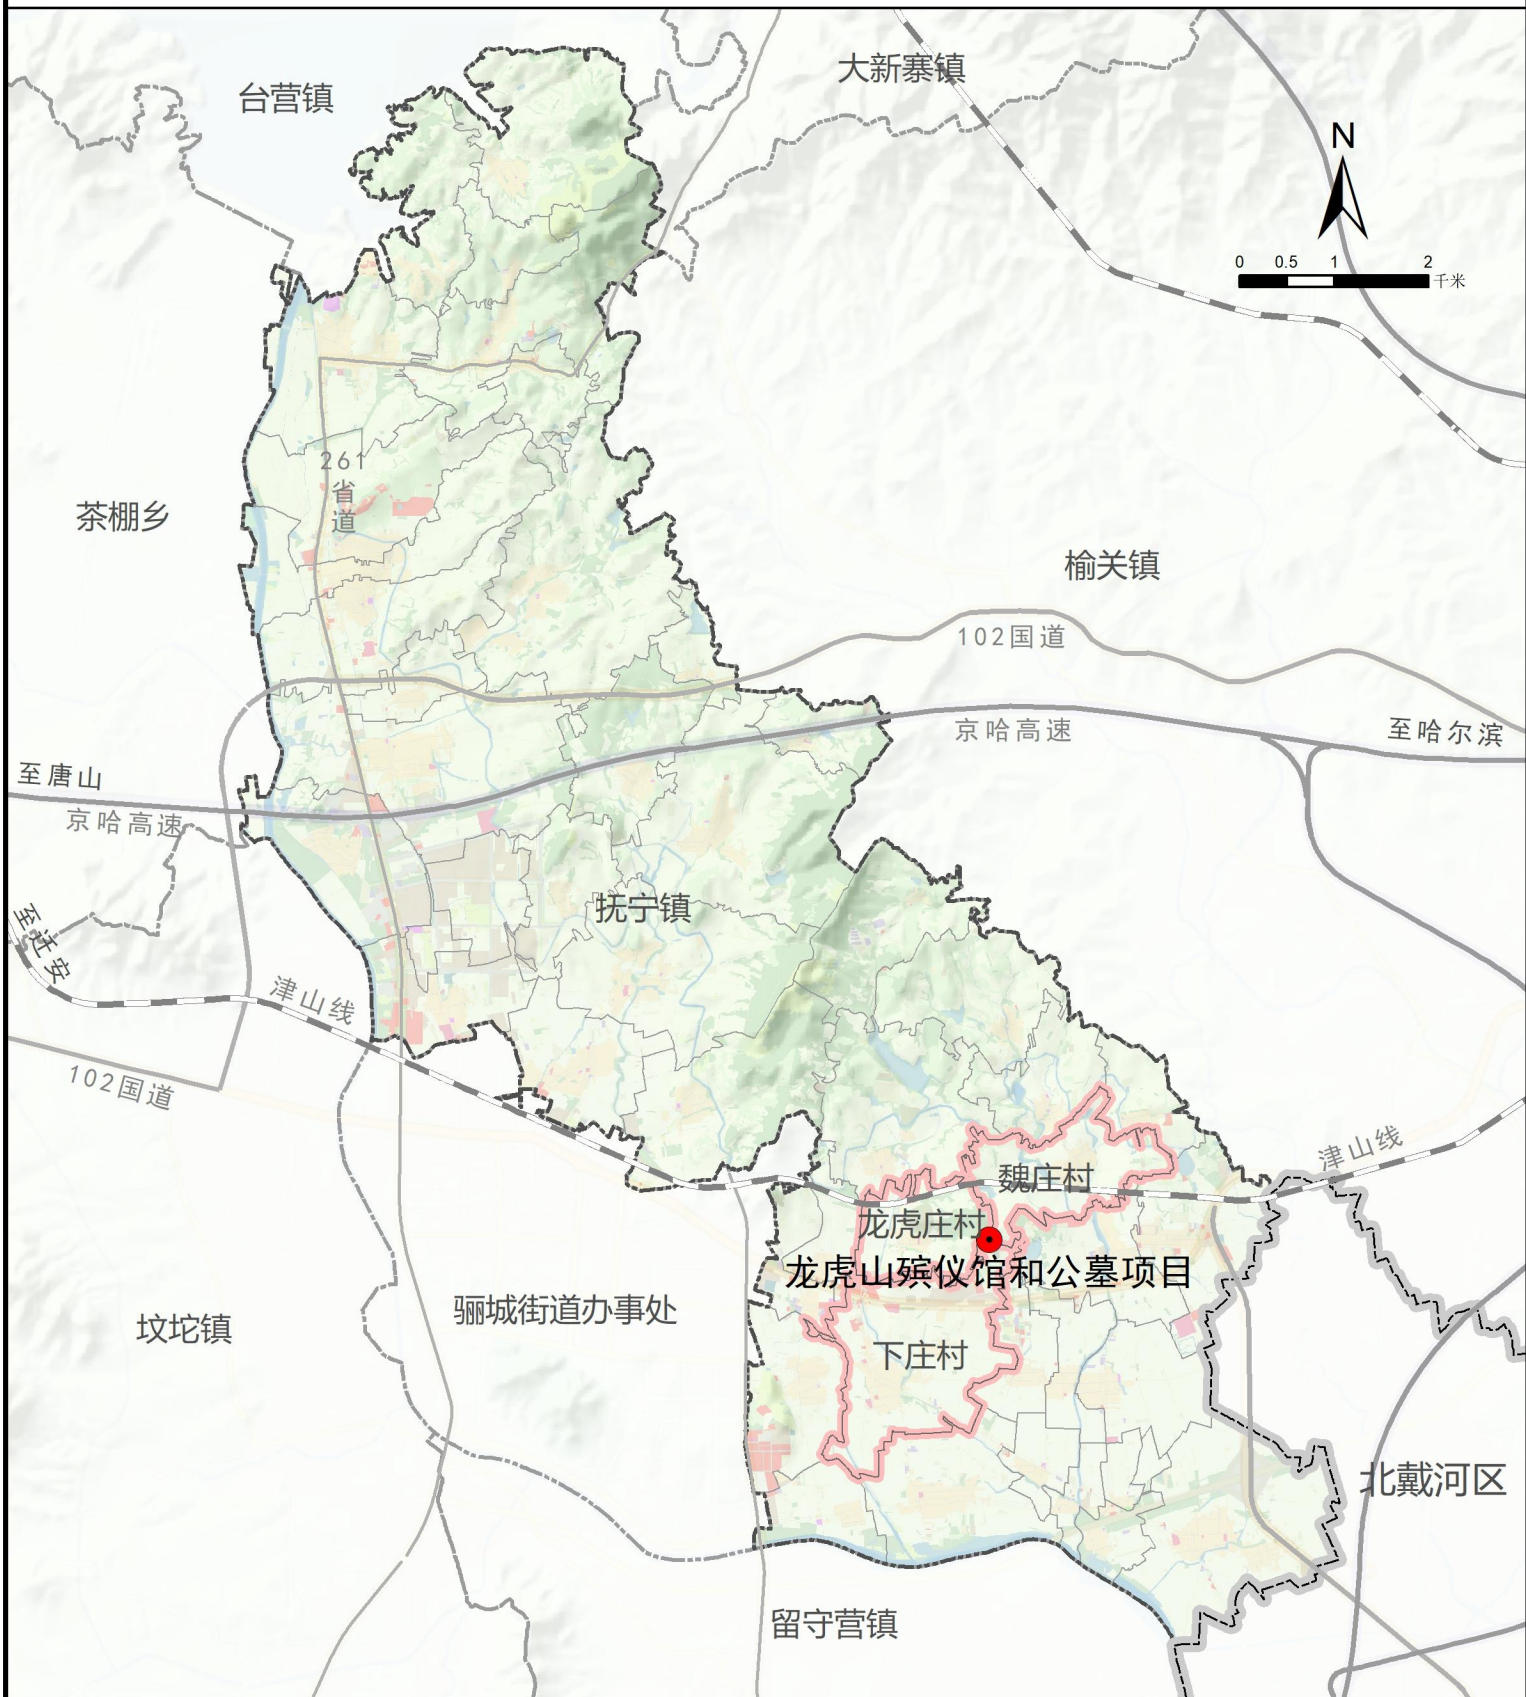 大新寨镇
台营镇
N
0 0.5 1 2
千米
261
省
道
茶棚乡
榆关镇
102国道
京哈高速
至哈尔滨
至唐山
京哈高速
抚宁镇
至迁安
津山线
102国道
津山线
魏庄村
龙虎庄村
龙虎山殡仪馆和公墓项目
骊城街道办事处
坟坨镇
下庄村
北戴河区
留守营镇